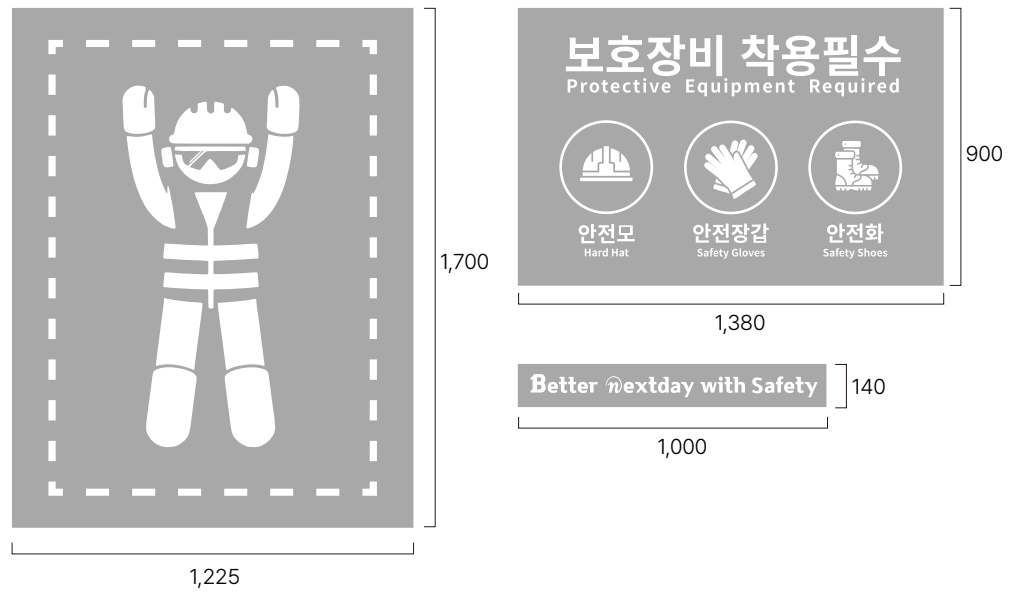 1,700
1,225
보호장비 착용필수
Protective Equipment Required
안전모
Hard Hat
안전장갑
Safety Gloves
안전화
Safety Shoes
900
1,380
Better nextday with Safety
140
1,000